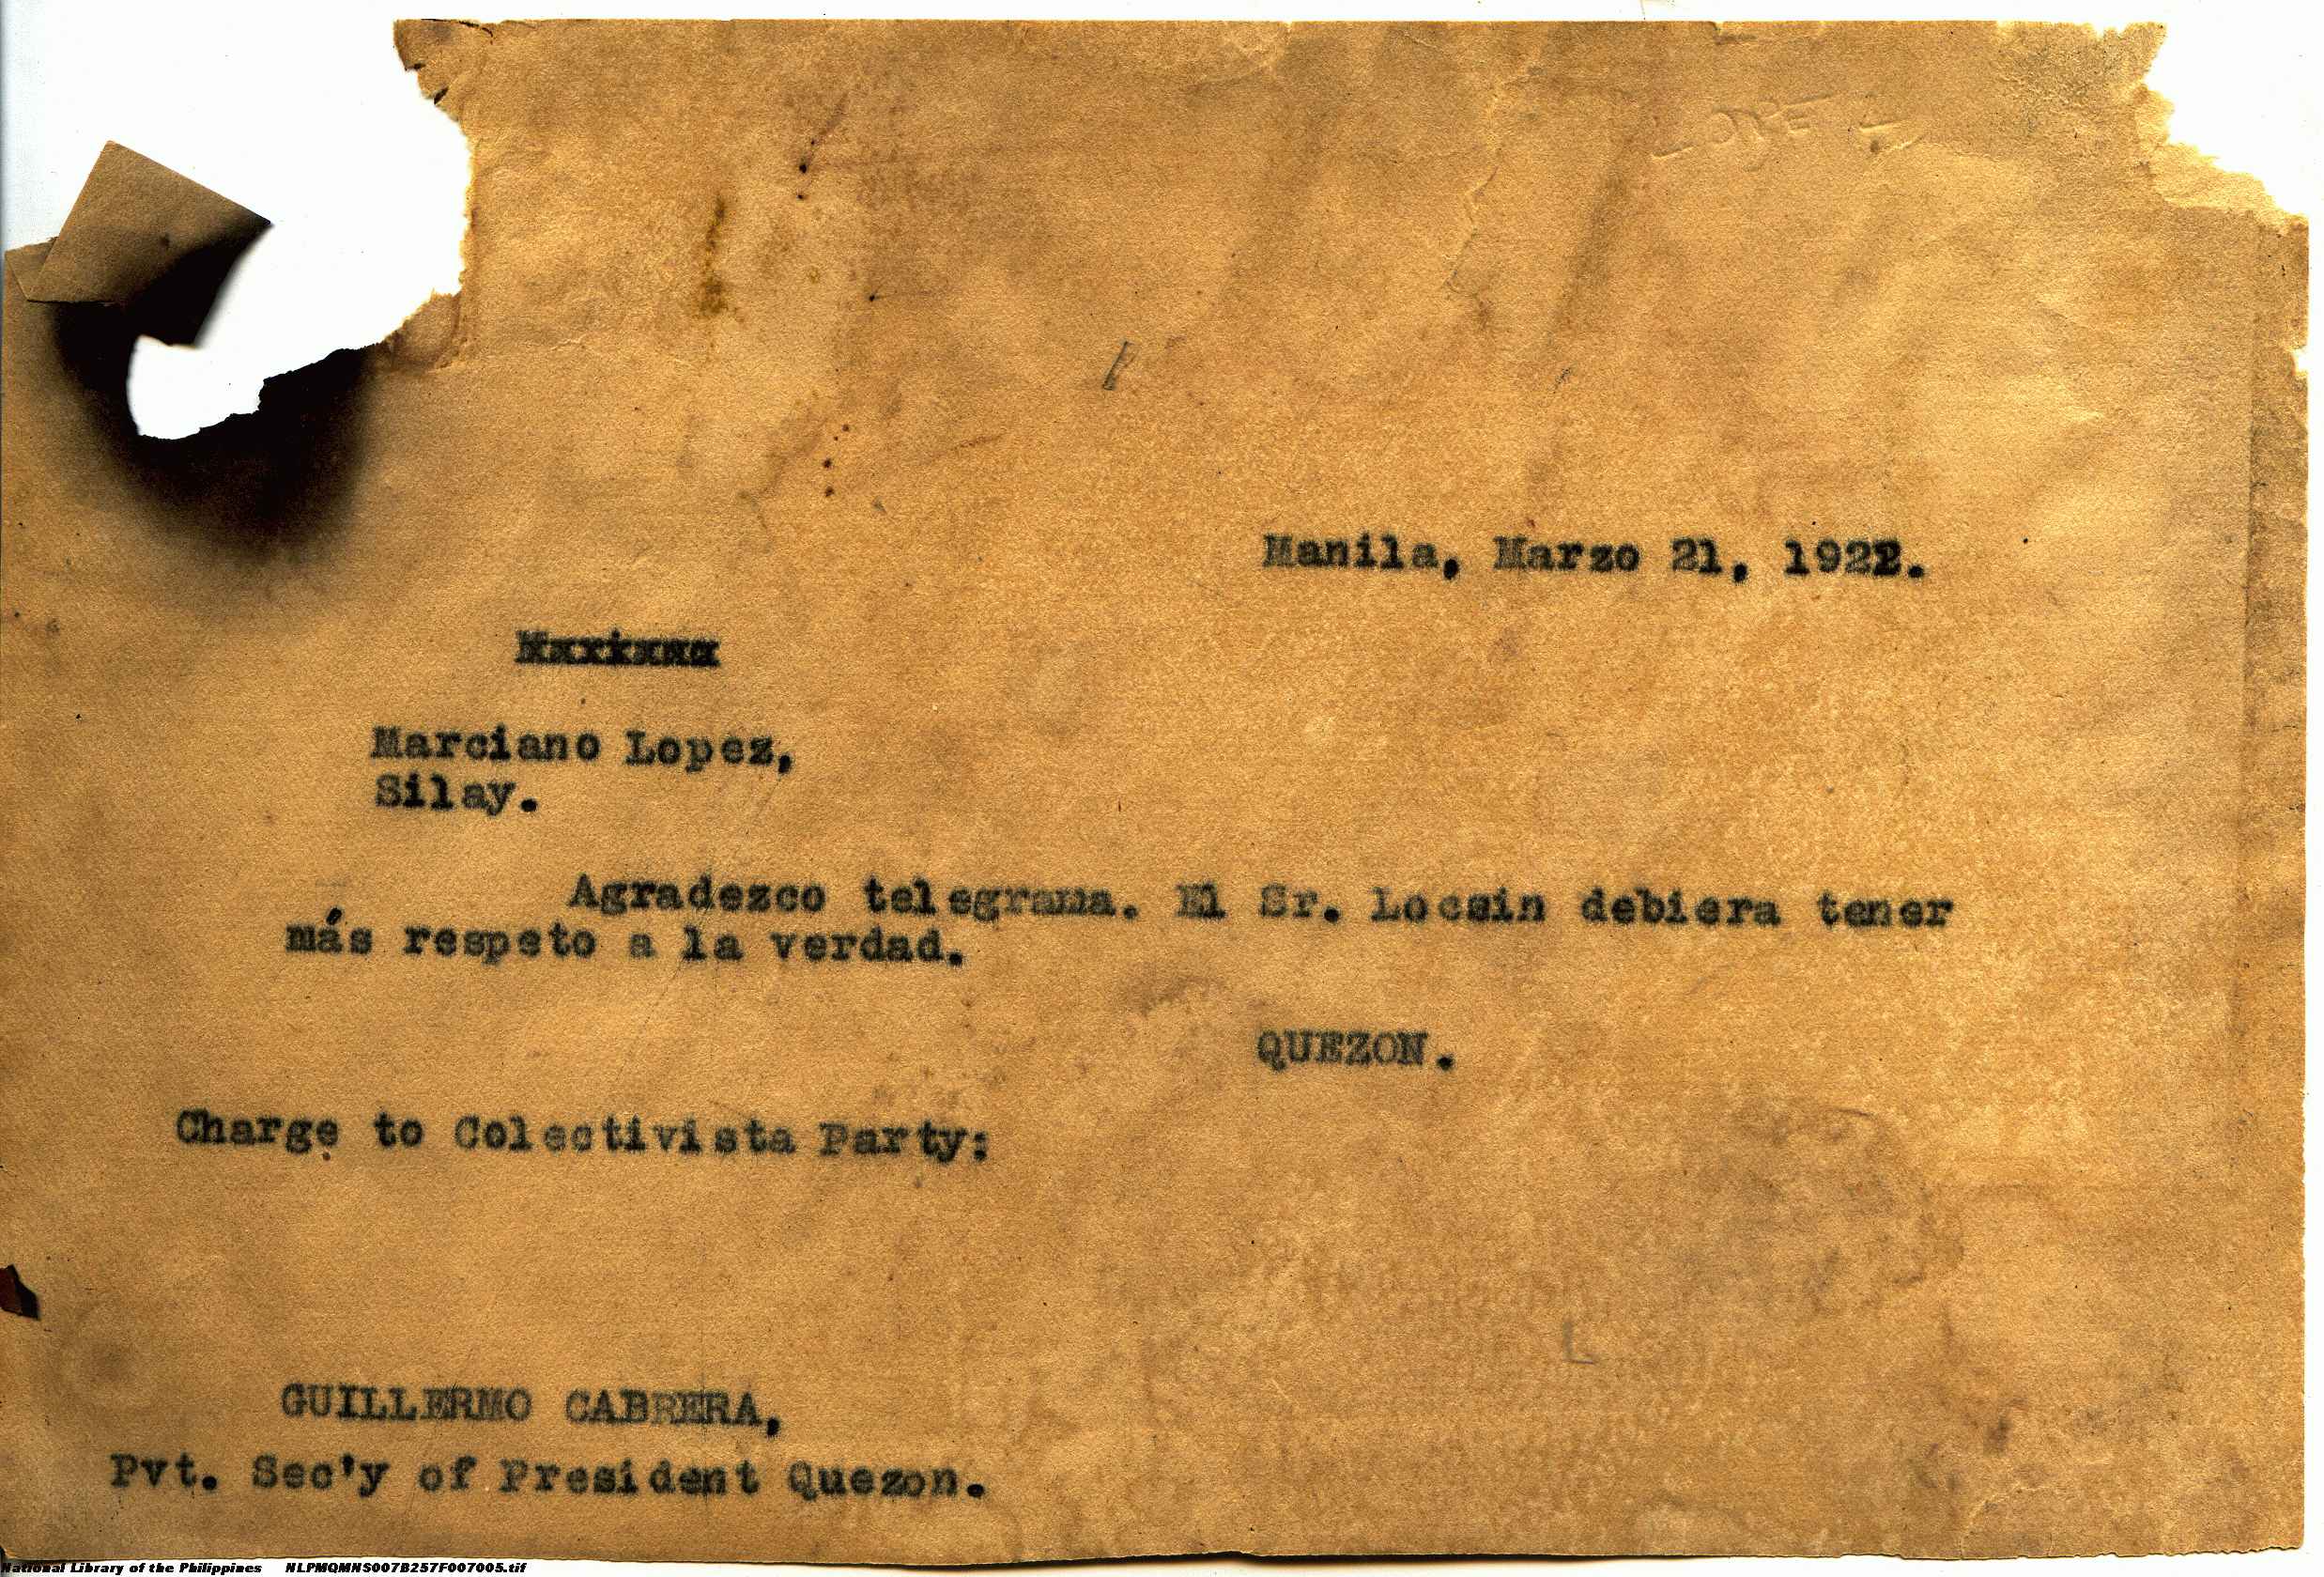 Manila, Marzo 21, 1922.
Marciano Lopez,
Silay.
Agradezco telegrama. El Sr. Locsin debiera tener
más respeto a la verdad.
QUEZON.
Charge to Colectivista Party:
GUILLERMO CABRERA,
Pvt. Sec'y of President Quezon.
National Library of the Philippines NLPMQMNS007B257F007005.tif